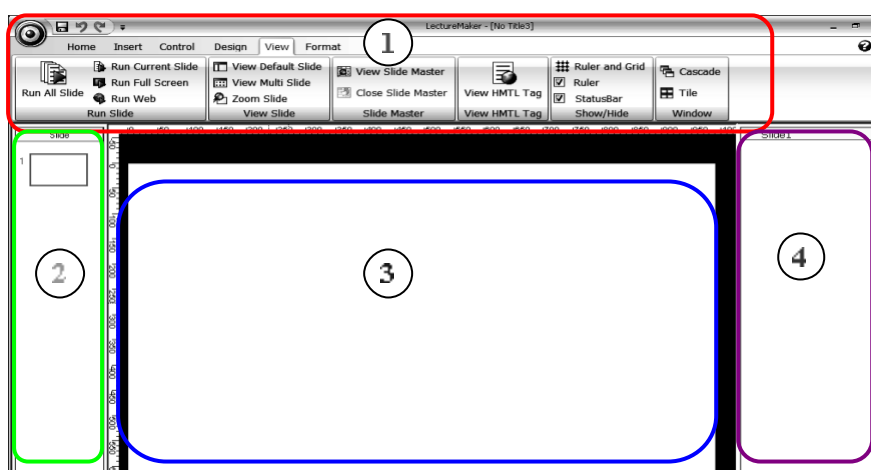 LectureMaker - [No Title3]
Home Insert Control Design View Format
1
Run All Slide
Run Current Slide
Run Full Screen
Run Web
Run Slide
View Default Slide
View Multi Slide
Zoom Slide
View Slide
View Slide Master
Close Slide Master
Slide Master
View HMTL Tag
View HMTL Tag
Ruler and Grid
Ruler
StatusBar
Show/Hide
Cascade
Tile
Window
Slide
1
2
3
Slide1
4